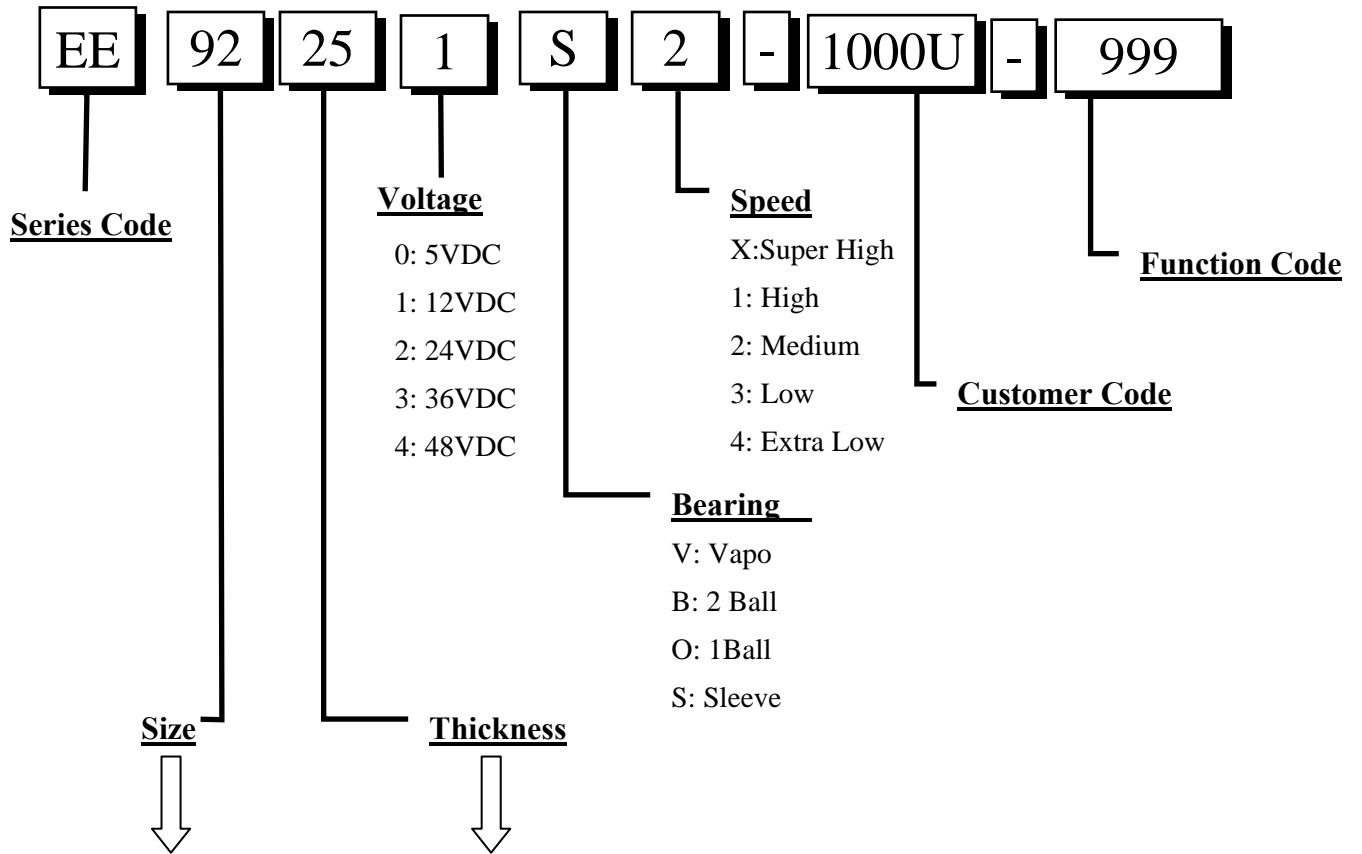 EE 92 25 1 S 2 - 1000U - 999
Series Code
Voltage
0: 5VDC
1: 12VDC
2: 24VDC
3: 36VDC
4: 48VDC
Speed
X:Super High
1: High
2: Medium
3: Low
4: Extra Low
Function Code
Customer Code
Bearing
V: Vapo
B: 2 Ball
O: 1Ball
S: Sleeve
Size
Thickness